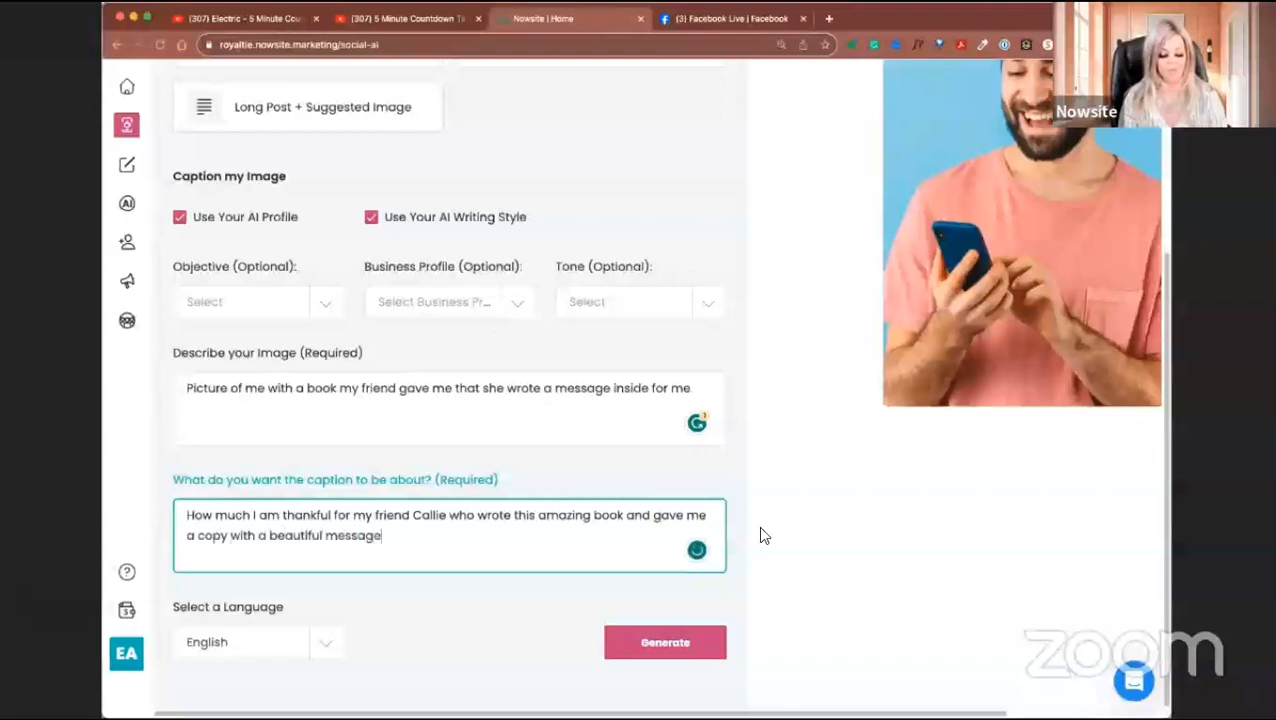 (307) Electric - 5 Minute Cou
(307) 5 Minute Countdown Ti
Nowsite | Home
(3) Facebook Live | Facebook
royaltie.nowsite.marketing/social-ai
Nowsite
Long Post + Suggested Image
Caption my Image
Use Your AI Profile
Use Your AI Writing Style
Objective (Optional):
Business Profile (Optional):
Tone (Optional):
Select
Select Business Pr...
Select
Describe your Image (Required)
Picture of me with a book my friend gave me that she wrote a message inside for me.
What do you want the caption to be about? (Required)
How much I am thankful for my friend Callie who wrote this amazing book and gave me
a copy with a beautiful message
Select a Language
English
Generate
AI
EA
zoom